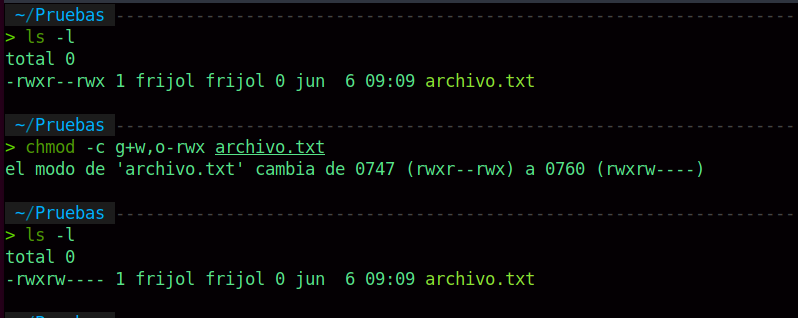 ~/Pruebas
> ls -l
total 0
-rwxr--rwx 1 frijol frijol 0 jun  6 09:09 archivo.txt
~/Pruebas
> chmod -c g+w,o-rwx archivo.txt
el modo de 'archivo.txt' cambia de 0747 (rwxr--rwx) a 0760 (rwxrw----)
~/Pruebas
> ls -l
total 0
-rwxrw---- 1 frijol frijol 0 jun  6 09:09 archivo.txt
~/Pruebas